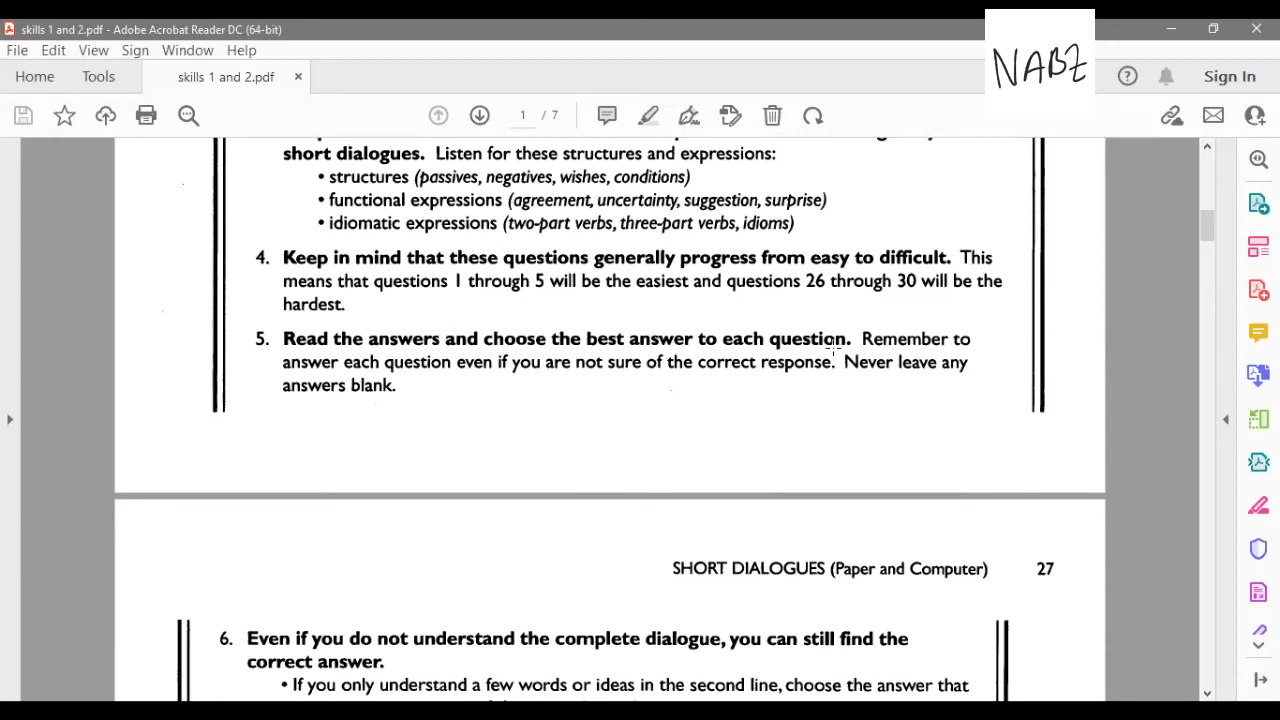 skills 1 and 2.pdf - Adobe Acrobat Reader DC (64-bit)
NABZ
File Edit View Sign Window Help
Home Tools skills 1 and 2.pdf × Sign In
1 / 7
short dialogues. Listen for these structures and expressions:
• structures (passives, negatives, wishes, conditions)
• functional expressions (agreement, uncertainty, suggestion, surprise)
• idiomatic expressions (two-part verbs, three-part verbs, idioms)
4. Keep in mind that these questions generally progress from easy to difficult. This
means that questions 1 through 5 will be the easiest and questions 26 through 30 will be the
hardest.
5. Read the answers and choose the best answer to each question. Remember to
answer each question even if you are not sure of the correct response. Never leave any
answers blank.
SHORT DIALOGUES (Paper and Computer) 27
6. Even if you do not understand the complete dialogue, you can still find the
correct answer.
• If you only understand a few words or ideas in the second line, choose the answer that